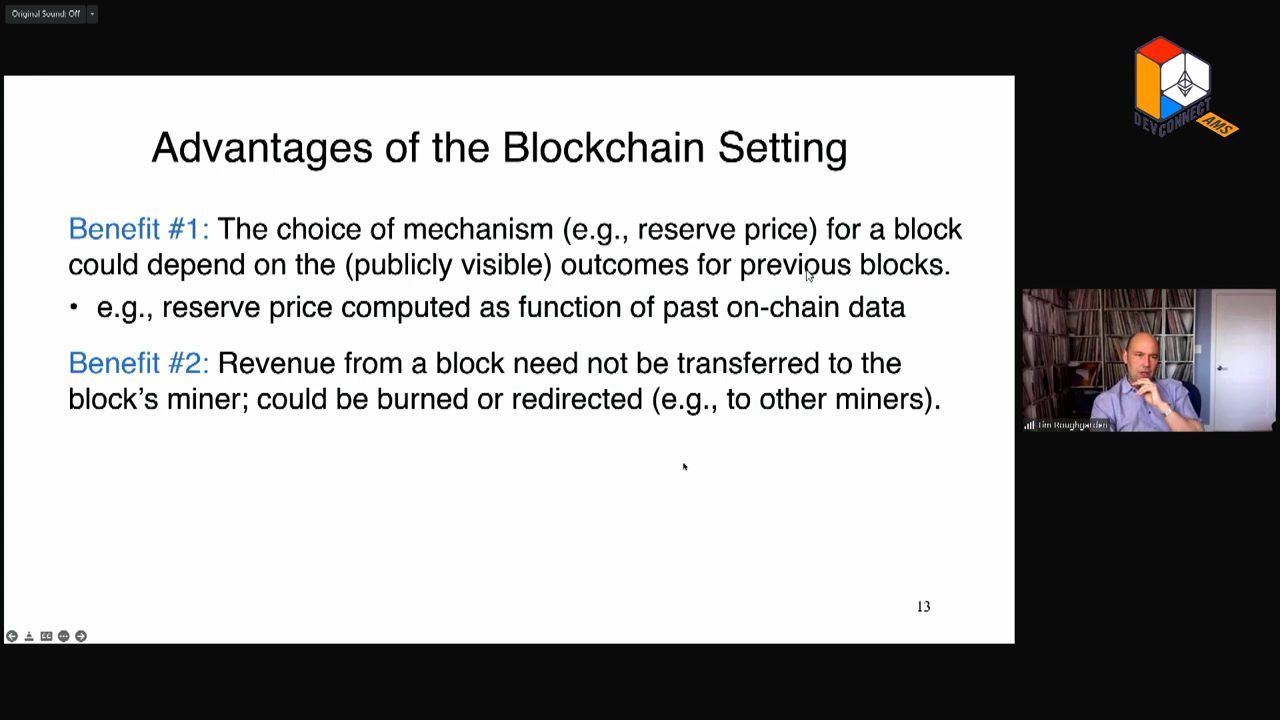 Original Sound: Off
DEVCONNECT
AMS
Advantages of the Blockchain Setting
Benefit #1: The choice of mechanism (e.g., reserve price) for a block
could depend on the (publicly visible) outcomes for previous blocks.
• e.g., reserve price computed as function of past on-chain data
Benefit #2: Revenue from a block need not be transferred to the
block's miner; could be burned or redirected (e.g., to other miners).
Tim Roughgarden
13
CC